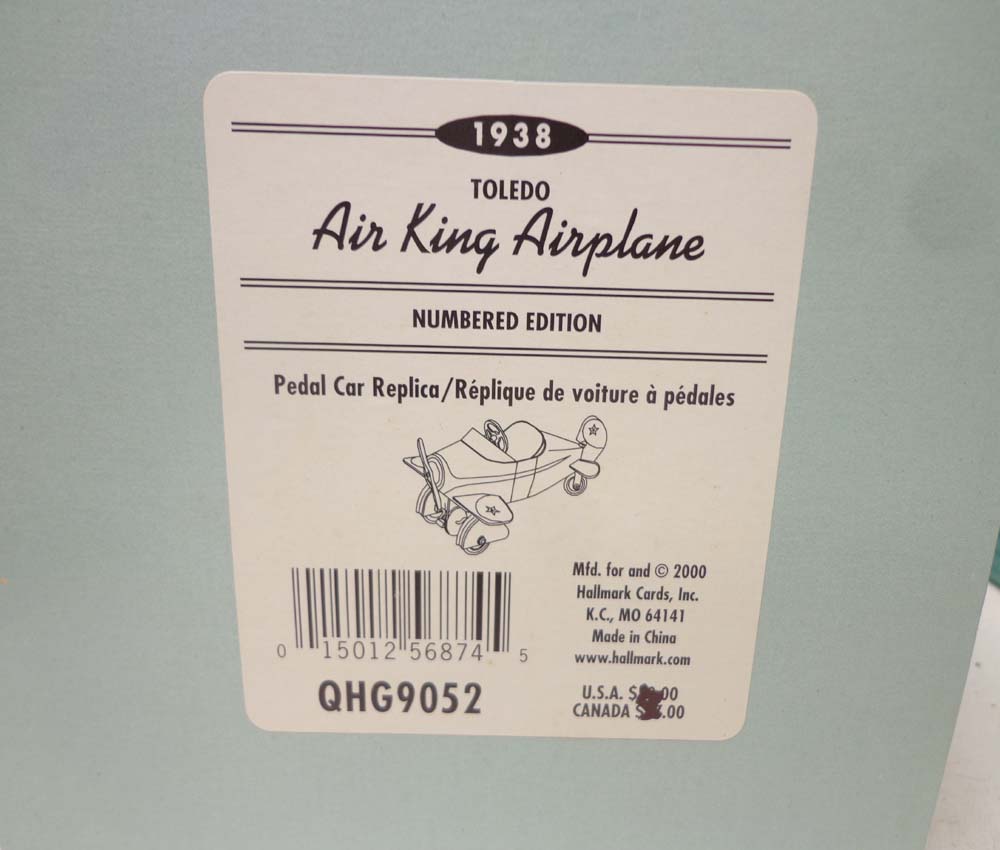 1938
TOLEDO
Air King Airplane
NUMBERED EDITION
Pedal Car Replica/Réplique de voiture à pédales
0 15012 56874 5
QHG9052
Mfd. for and © 2000
Hallmark Cards, Inc.
K.C., MO 64141
Made in China
www.hallmark.com
U.S.A.
CANADA